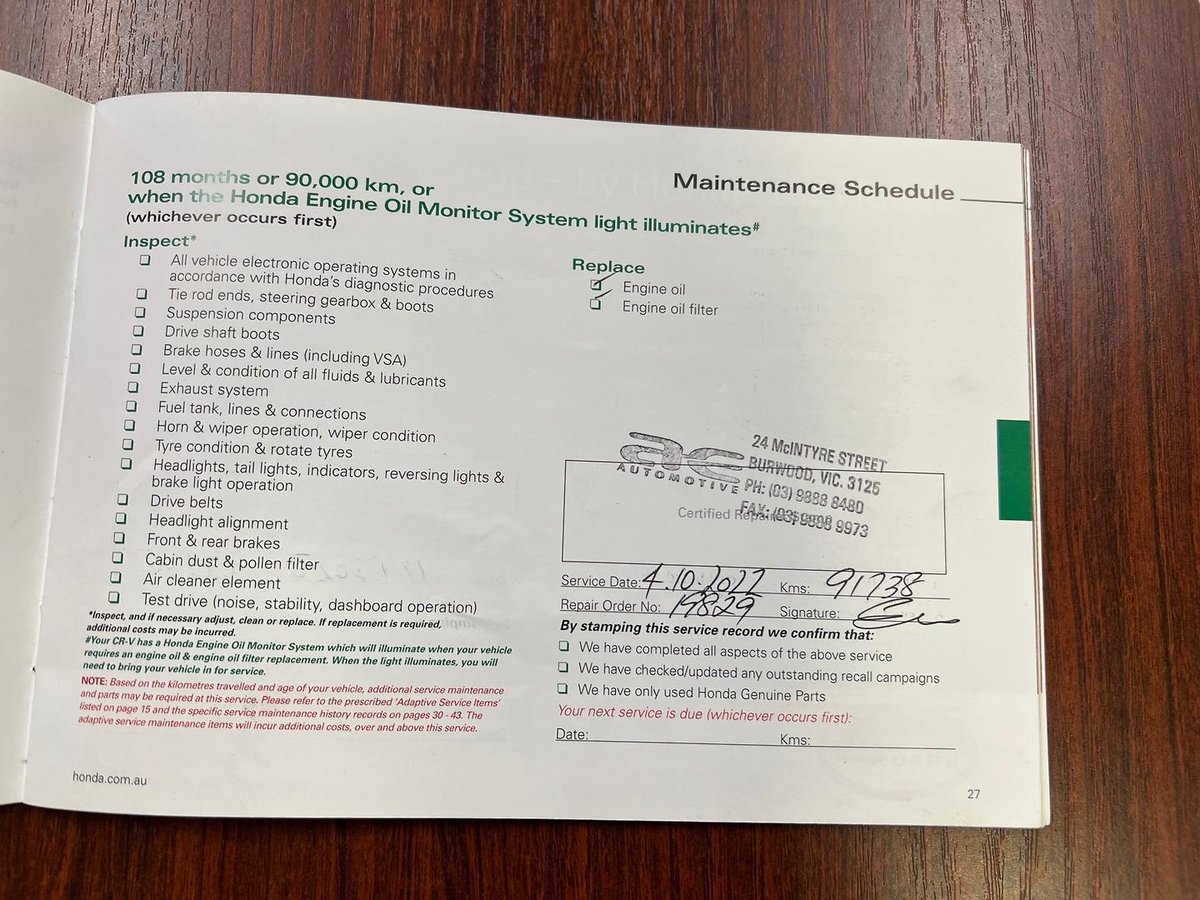 Maintenance Schedule
108 months or 90,000 km, or
when the Honda Engine Oil Monitor System light illuminates#
(whichever occurs first)
Inspect*
All vehicle electronic operating systems in
accordance with Honda's diagnostic procedures
Tie rod ends, steering gearbox & boots
Suspension components
Drive shaft boots
Brake hoses & lines (including VSA)
Level & condition of all fluids & lubricants
Exhaust system
Fuel tank, lines & connections
Horn & wiper operation, wiper condition
Tyre condition & rotate tyres
Headlights, tail lights, indicators, reversing lights &
brake light operation
Drive belts
Headlight alignment
Front & rear brakes
Cabin dust & pollen filter
Air cleaner element
Test drive (noise, stability, dashboard operation)
*Inspect, and if necessary adjust, clean or replace. If replacement is required,
additional costs may be incurred.
#Your CR-V has a Honda Engine Oil Monitor System which will illuminate when your vehicle
requires an engine oil & engine oil filter replacement. When the light illuminates, you will
need to bring your vehicle in for service.
NOTE: Based on the kilometres travelled and age of your vehicle, additional service maintenance
and parts may be required at this service. Please refer to the prescribed 'Adaptive Service Items'
listed on page 15 and the specific service maintenance history records on pages 30 - 43. The
adaptive service maintenance items will incur additional costs, over and above this service.
honda.com.au
Replace
Engine oil
Engine oil filter
ac
AUTOMOTIVE
24 McINTYRE STREET
BURWOOD, VIC. 3125
PH: (03) 9888 8480
FAX: (03) 9888 9973
Certified Repairer Stamp
Service Date: 4.10.2022 Kms: 91738
Repair Order No: 19829 Signature:
By stamping this service record we confirm that:
We have completed all aspects of the above service
We have checked/updated any outstanding recall campaigns
We have only used Honda Genuine Parts
Your next service is due (whichever occurs first):
Date: Kms:
27